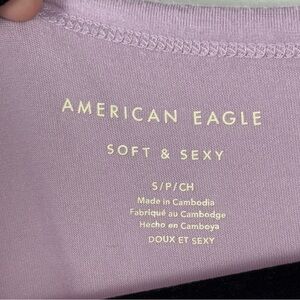 AMERICAN EAGLE
SOFT & SEXY
S/P/CH
Made in Cambodia
Fabriqué au Cambodge
Hecho en Camboya
DOUX ET SEXY